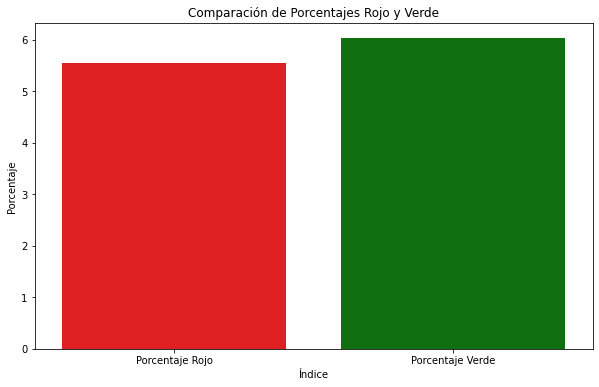 Comparación de Porcentajes Rojo y Verde
Porcentaje
6
5
4
3
2
1
0
Porcentaje Rojo
Porcentaje Verde
Índice